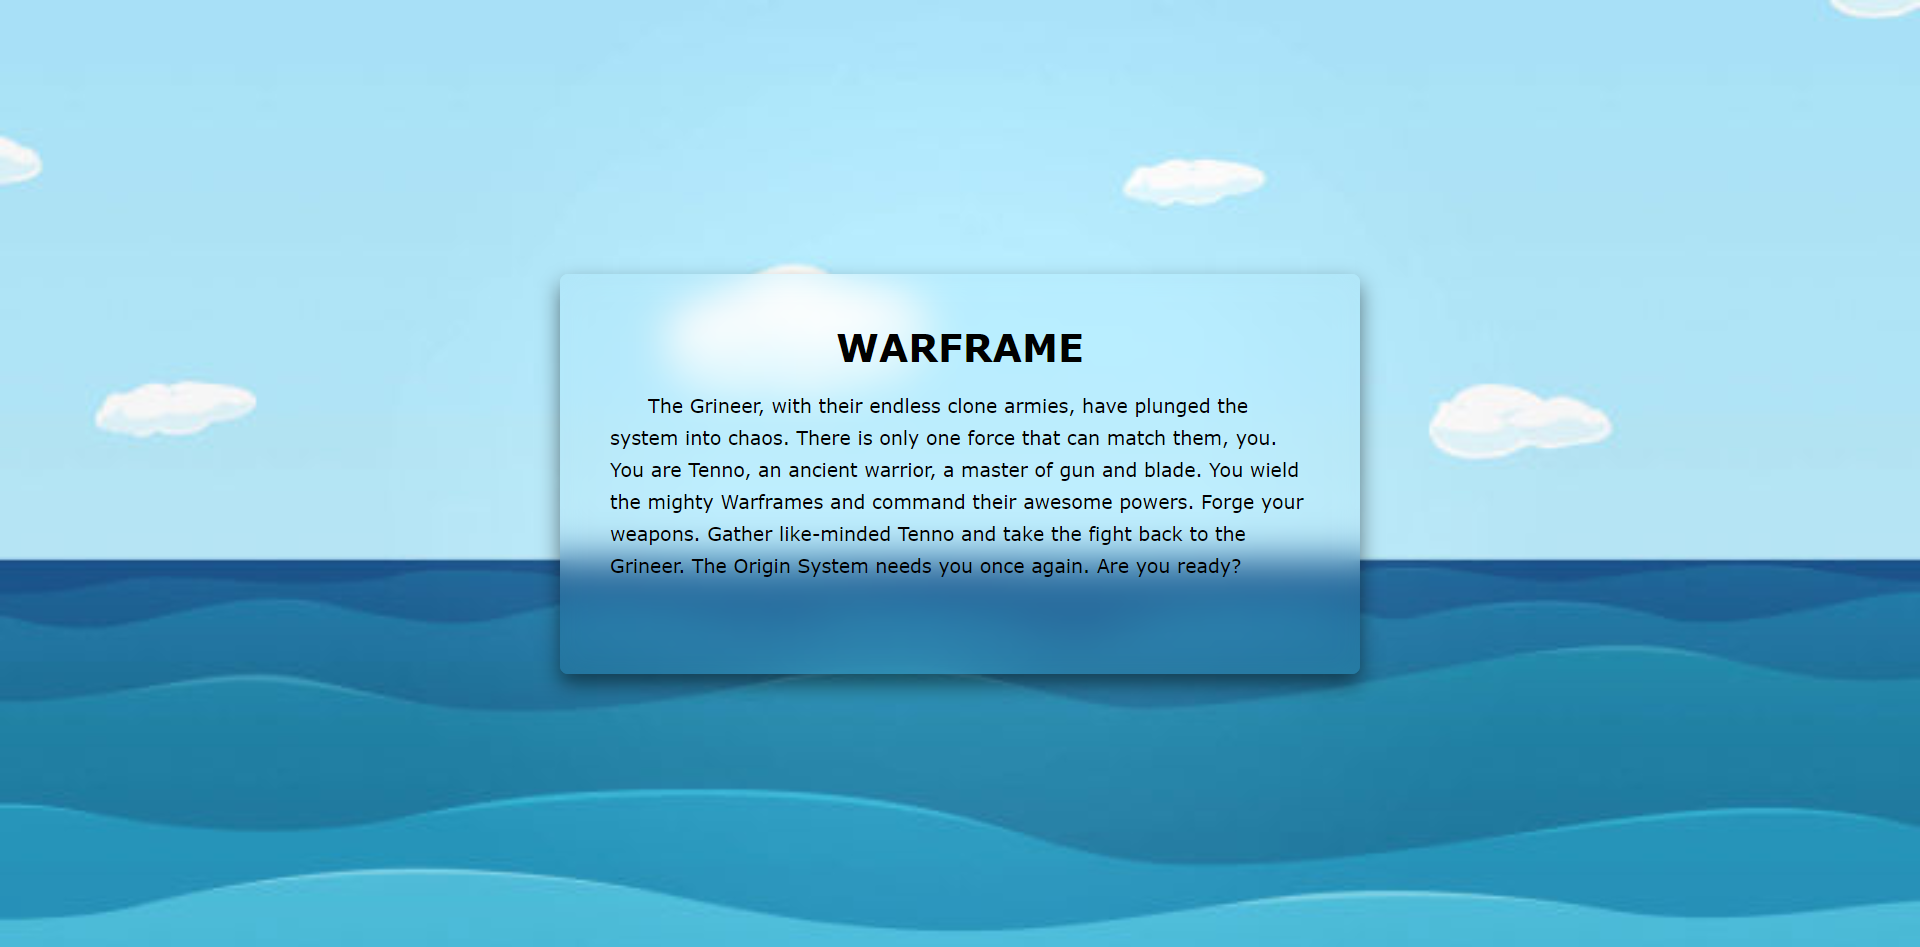 WARFRAME
The Grineer, with their endless clone armies, have plunged the
system into chaos. There is only one force that can match them, you.
You are Tenno, an ancient warrior, a master of gun and blade. You wield
the mighty Warframes and command their awesome powers. Forge your
weapons. Gather like-minded Tenno and take the fight back to the
Grineer. The Origin System needs you once again. Are you ready?